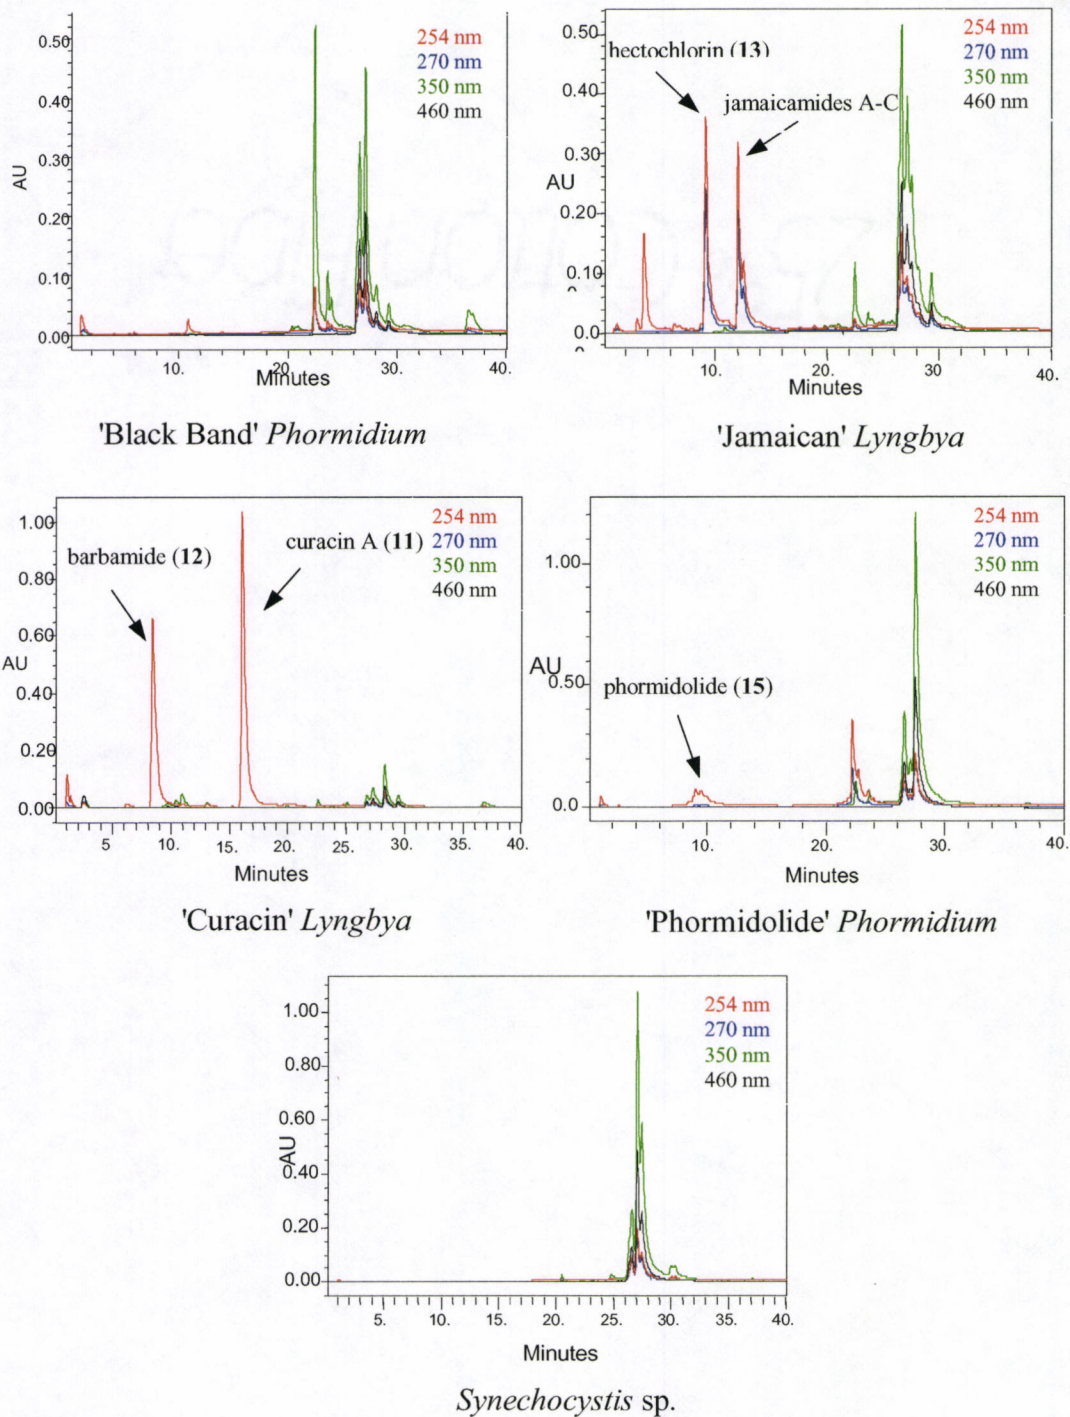 0.50
0.40
0.30
0.20
0.10
0.00
AU
254 nm
270 nm
350 nm
460 nm
10. 20 30. 40.
Minutes
'Black Band' Phormidium
0.50
0.40
0.30
0.20
0.10
0.0
AU
hectochlorin (13)
jamaicamides A-C
254 nm
270 nm
350 nm
460 nm
10. 20. 30 40.
Minutes
'Jamaican' Lyngbya
1.00
0.80
0.60
0.40
0.20
0.00
AU
barbamide (12)
curacin A (11)
254 nm
270 nm
350 nm
460 nm
5 10. 15. 20. 25. 30. 35. 40.
Minutes
'Curacin' Lyngbya
1.00
0.50
0.0
AU
phormidolide (15)
254 nm
270 nm
350 nm
460 nm
10. 20 30. 40.
Minutes
'Phormidolide' Phormidium
1.00
0.80
0.60
0.40
0.20
0.00
AU
254 nm
270 nm
350 nm
460 nm
5. 10. 15. 20. 25. 30. 35. 40.
Minutes
Synechocystis sp.